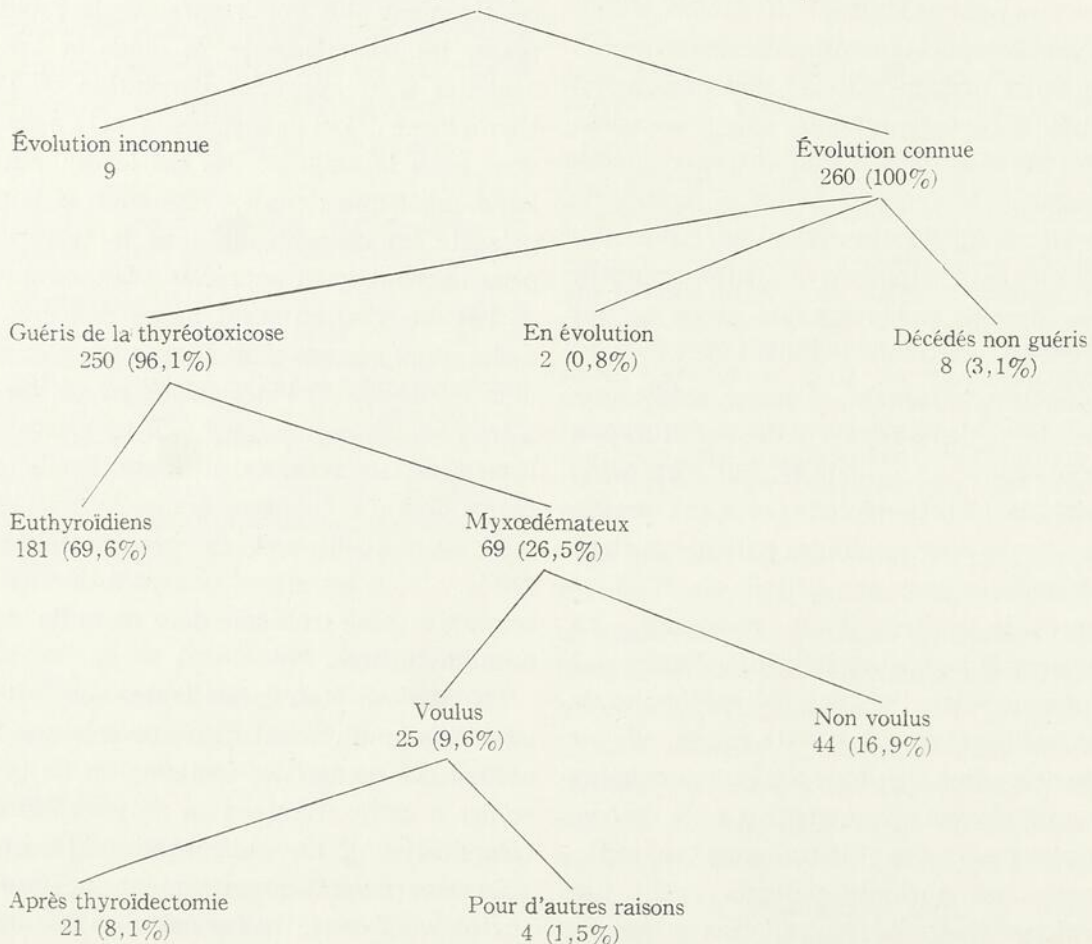 Évolution inconnue
9
Évolution connue
260 (100%)
Guéris de la thyréotoxicose
250 (96,1%)
En évolution
2 (0,8%)
Décédés non guéris
8 (3,1%)
Euthyroïdiens
181 (69,6%)
Myxœdémateux
69 (26,5%)
Voulus
25 (9,6%)
Non voulus
44 (16,9%)
Après thyroïdectomie
21 (8,1%)
Pour d'autres raisons
4 (1,5%)